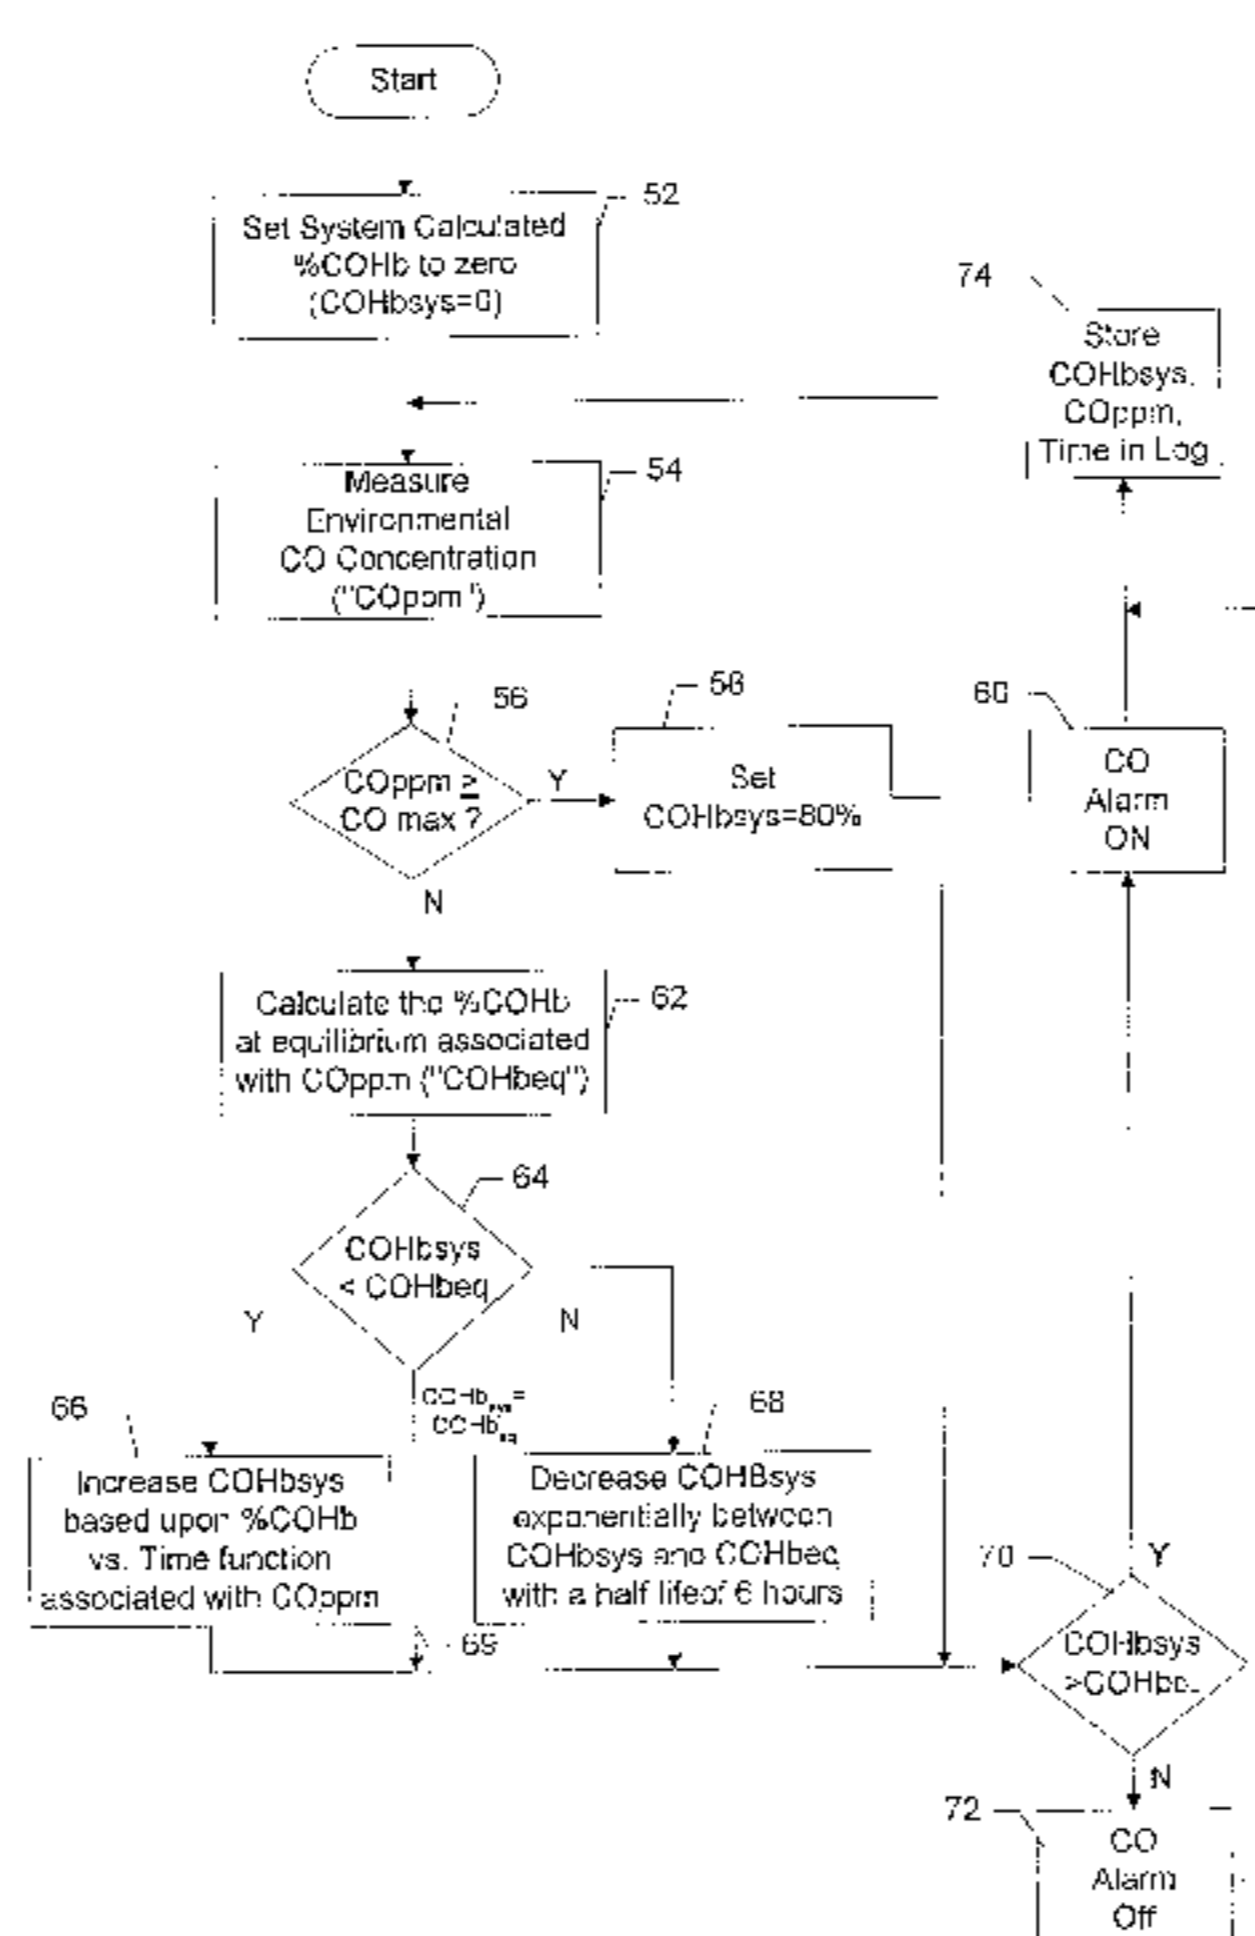 Start
52
Set System Calculated
%COHb to zero
(COHbsys=0)
74
Store
COHbsys,
COppm,
Time in Log
54
Measure
Environmental
CO Concentration
("COppm")
56
COppm ≥
CO max ?
Y
N
58
Set
COHbsys=80%
60
CO
Alarm
ON
62
Calculate the %COHb
at equilibrium associated
with COppm ("COHbeq")
64
COHbsys
< COHbeq
Y
N
COHbsys=
COHbeq
66
Increase COHbsys
based upon %COHb
vs. Time function
associated with COppm
68
Decrease COHBsys
exponentially between
COHbsys and COHbeq
with a half lifeof 6 hours
69
70
Y
COHbsys
N
72
CO
Alarm
Off